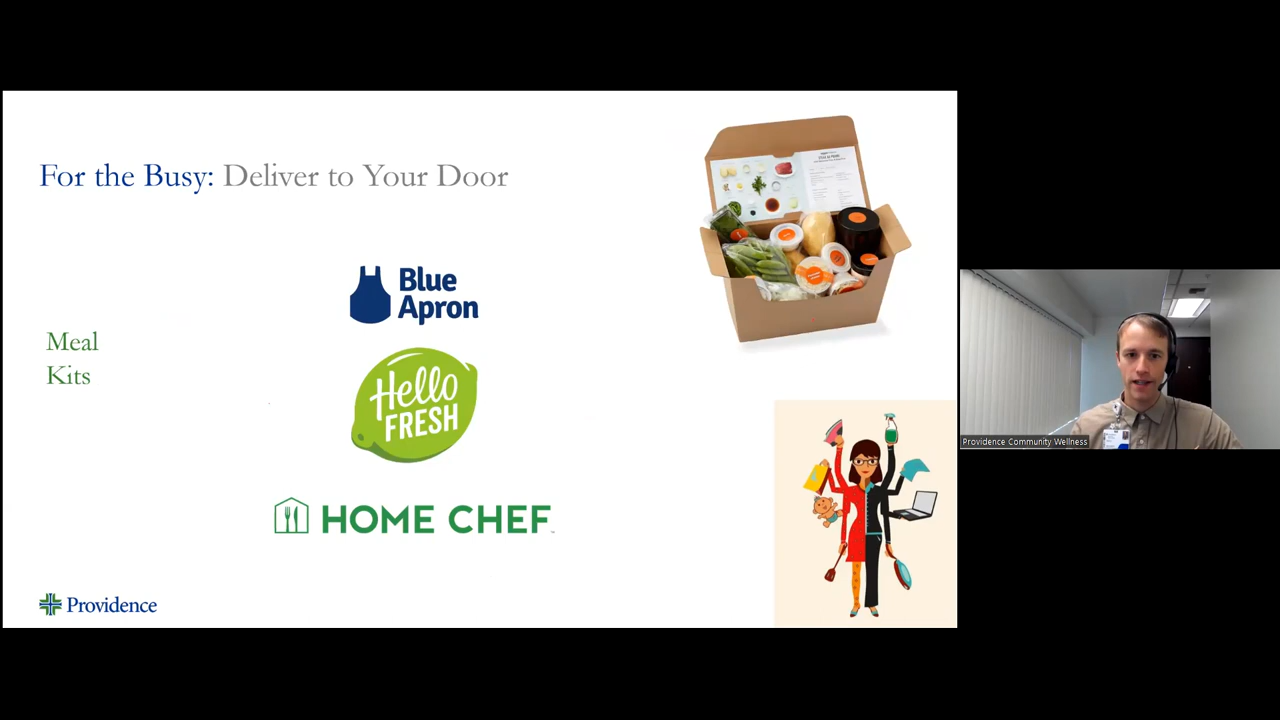 For the Busy: Deliver to Your Door
Blue
Apron
Meal
Kits
Hello
FRESH
HOME CHEF
Providence
Providence Community Wellness